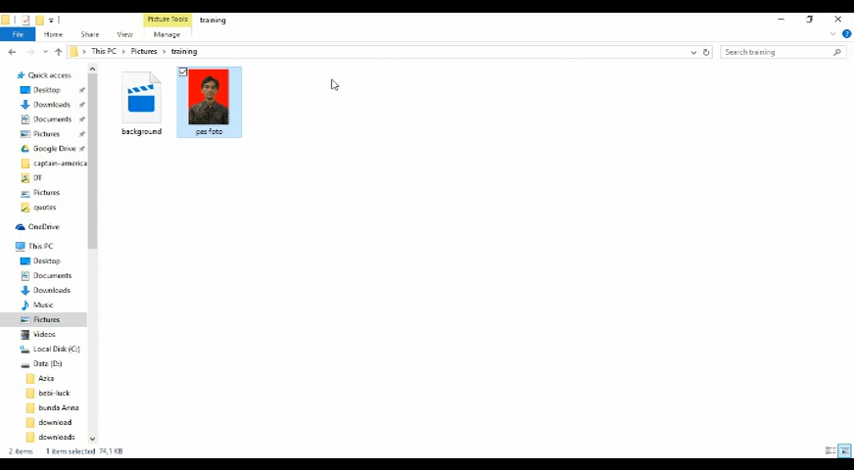 Picture Tools
training
File
Home
Share
View
Manage
This PC
Pictures
training
Search training
Quick access
Desktop
Downloads
Documents
Pictures
Google Drive
captain-america
DT
Pictures
quotes
OneDrive
This PC
Desktop
Documents
Downloads
Music
Pictures
Videos
Local Disk (C:)
Data (D:)
Azka
bebi-luck
bunda Anna
download
downloads
background
pas foto
2 items
1 item selected 74,1 KB